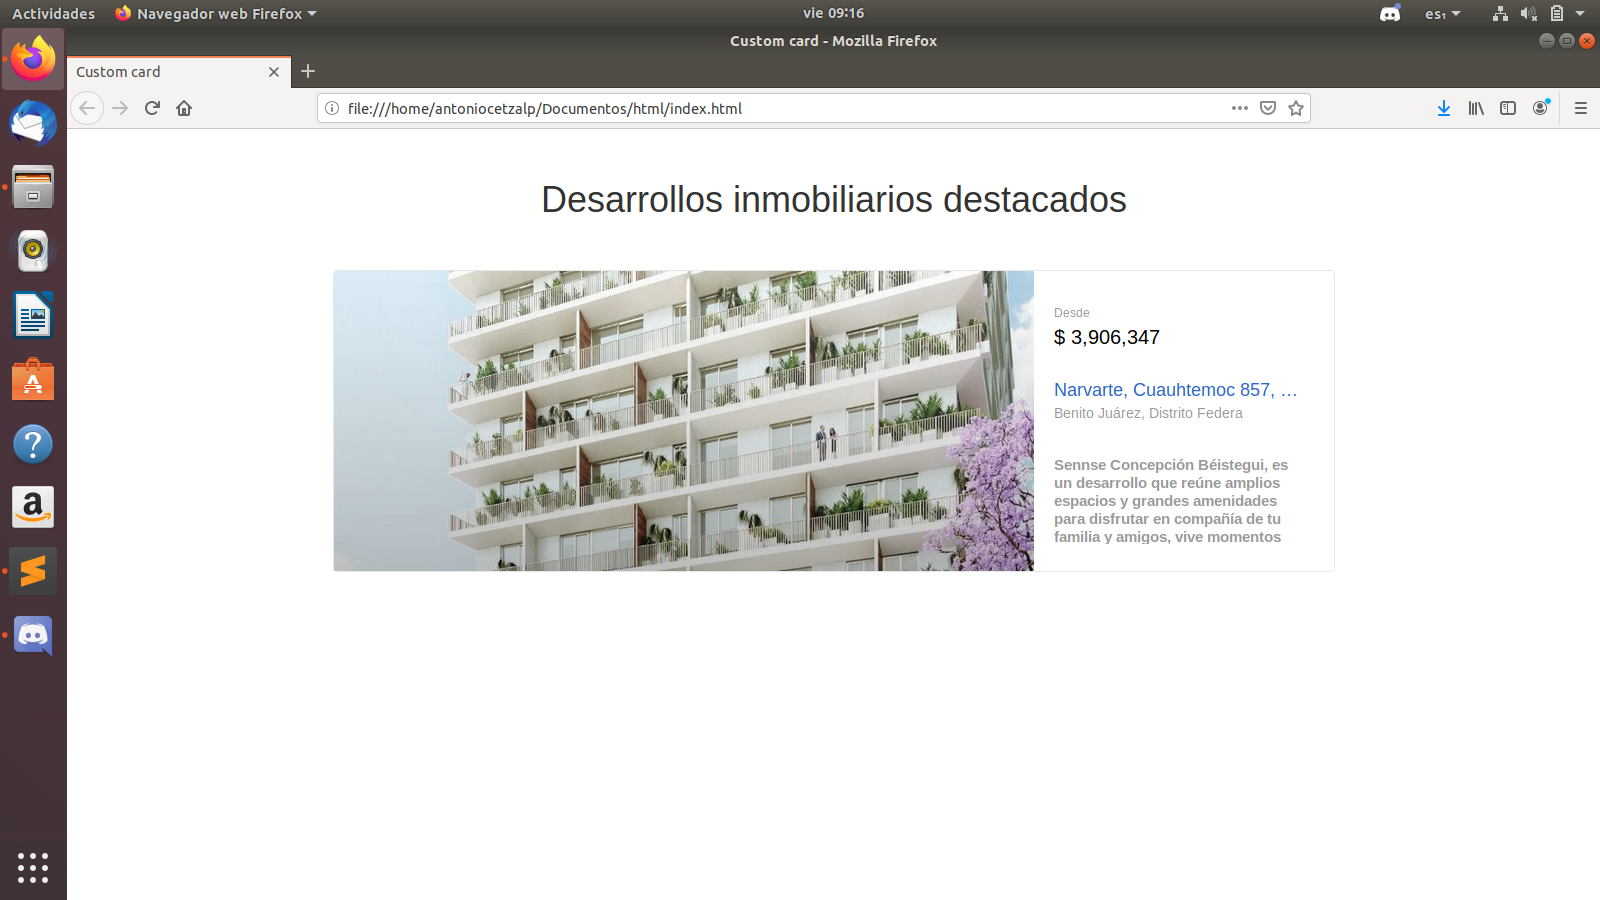 Actividades
Navegador web Firefox
vie 09:16
es₁
Custom card - Mozilla Firefox
Custom card
file:///home/antoniocetzalp/Documentos/html/index.html
Desarrollos inmobiliarios destacados
Desde
$ 3,906,347
Narvarte, Cuauhtemoc 857, …
Benito Juárez, Distrito Federa
Sennse Concepción Béistegui, es
un desarrollo que reúne amplios
espacios y grandes amenidades
para disfrutar en compañía de tu
familia y amigos, vive momentos